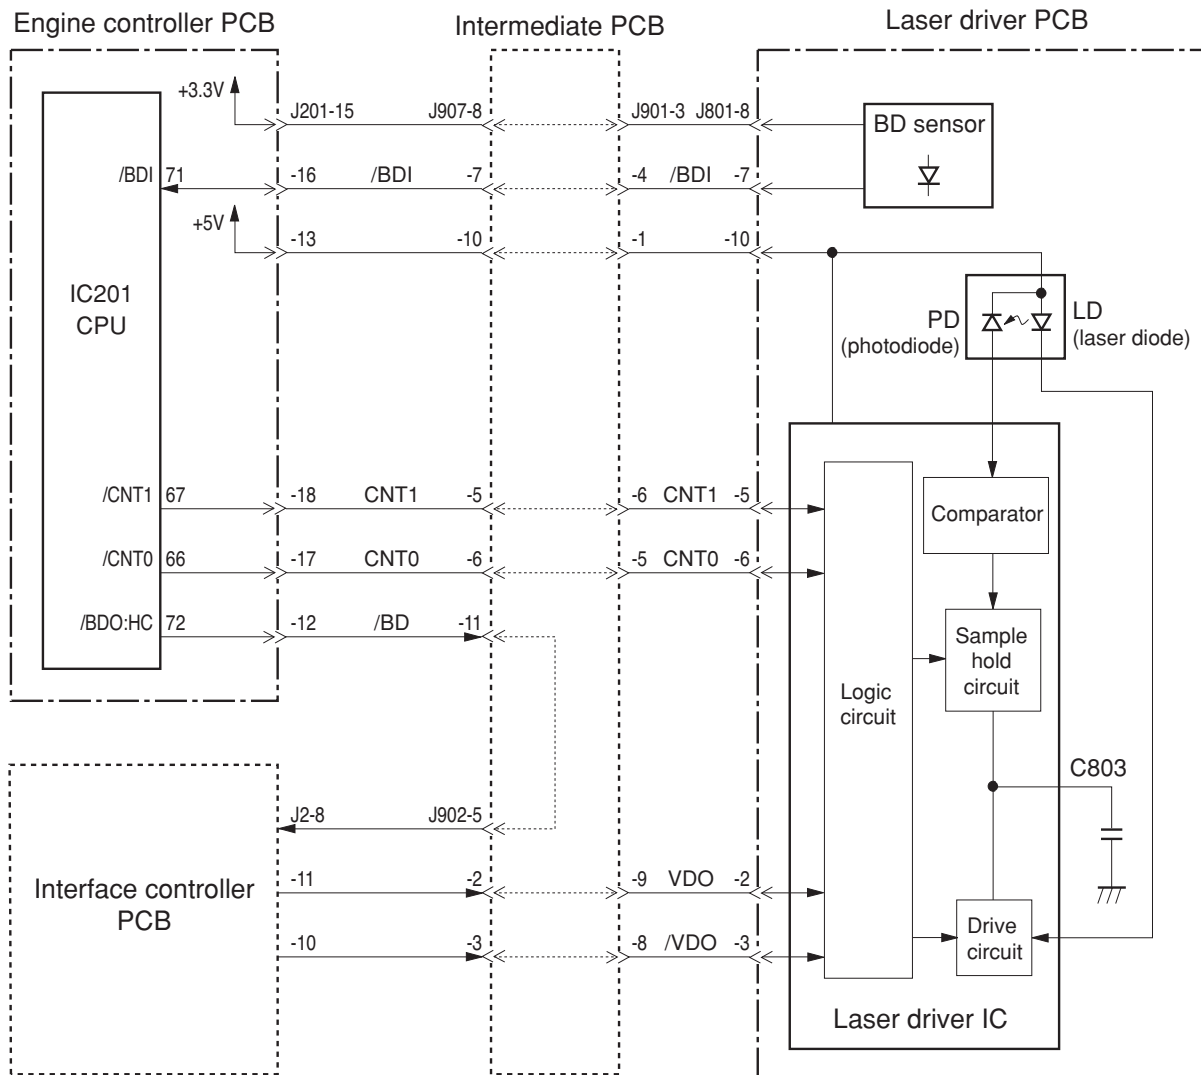 Engine controller PCB
Intermediate PCB
Laser driver PCB
+3.3V
J201-15
J907-8
J901-3
J801-8
BD sensor
/BDI
71
-16
/BDI
-7
-4
/BDI
-7
+5V
-13
-10
-1
-10
IC201
CPU
PD
(photodiode)
LD
(laser diode)
/CNT1
67
-18
CNT1
-5
-6
CNT1
-5
Comparator
/CNT0
66
-17
CNT0
-6
-5
CNT0
-6
/BDO:HC
72
-12
/BD
-11
Sample
hold
circuit
Logic
circuit
C803
J2-8
J902-5
Interface controller
PCB
-11
-2
-9
VDO
-2
-10
-3
-8
/VDO
-3
Drive
circuit
Laser driver IC